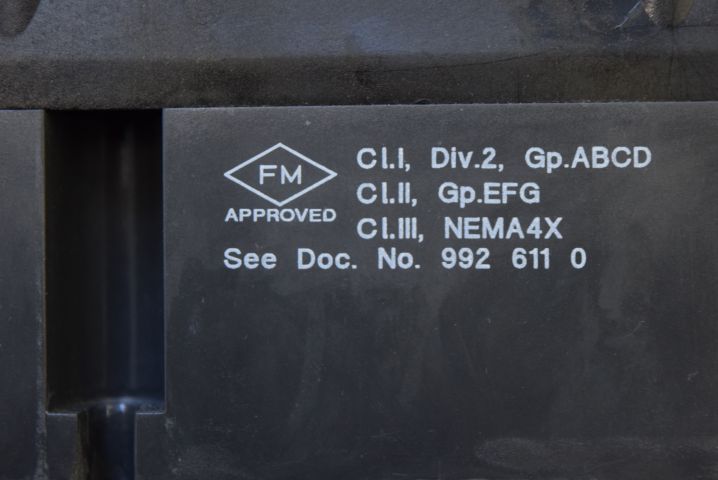 FM
APPROVED
Cl.I, Div.2, Gp.ABCD
Cl.II, Gp.EFG
Cl.III, NEMA4X
See Doc. No. 992 611 0